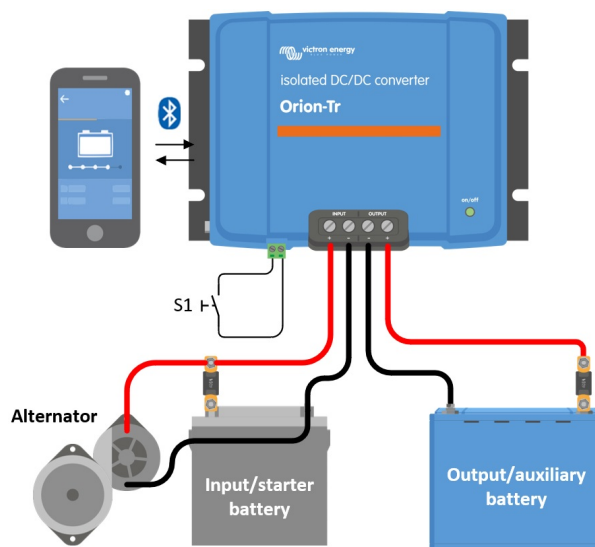 victron energy
isolated DC/DC converter
Orion-Tr
on/off
INPUT OUTPUT
+ - - +
S1
Alternator
Input/starter
battery
Output/auxiliary
battery